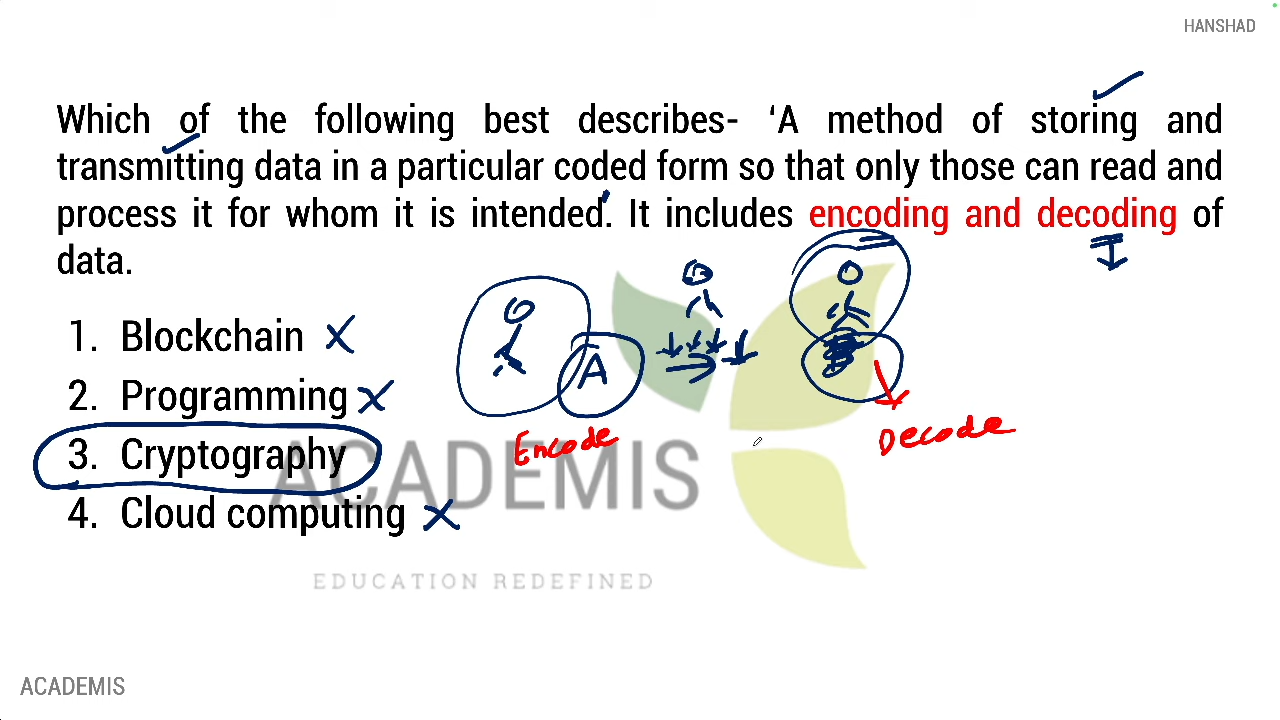 HANSHAD
Which of the following best describes- ‘A method of storing and
transmitting data in a particular coded form so that only those can read and
process it for whom it is intended’. It includes encoding and decoding of
data.
1. Blockchain
2. Programming
3. Cryptography
4. Cloud computing
A
Encode
Decode
ACADEMIS
EDUCATION REDEFINED
ACADEMIS